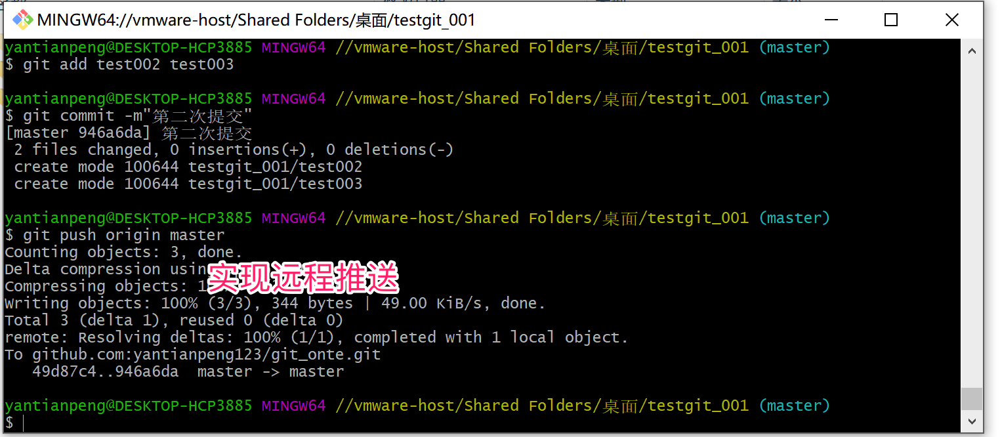 MINGW64://vmware-host/Shared Folders/桌面/testgit_001
yantianpeng@DESKTOP-HCP3885 MINGW64 //vmware-host/Shared Folders/桌面/testgit_001 (master)
$ git add test002 test003
yantianpeng@DESKTOP-HCP3885 MINGW64 //vmware-host/Shared Folders/桌面/testgit_001 (master)
$ git commit -m"第二次提交"
[master 946a6da] 第二次提交
2 files changed, 0 insertions(+), 0 deletions(-)
create mode 100644 testgit_001/test002
create mode 100644 testgit_001/test003
yantianpeng@DESKTOP-HCP3885 MINGW64 //vmware-host/Shared Folders/桌面/testgit_001 (master)
$ git push origin master
Counting objects: 3, done.
Delta compression
实现远程推送
Compressing objects:
Writing objects: 100% (3/3), 344 bytes | 49.00 KiB/s, done.
Total 3 (delta 1), reused 0 (delta 0)
remote: Resolving deltas: 100% (1/1), completed with 1 local object.
To github.com:yantianpeng123/git_onte.git
49d87c4..946a6da master -> master
yantianpeng@DESKTOP-HCP3885 MINGW64 //vmware-host/Shared Folders/桌面/testgit_001 (master)
$